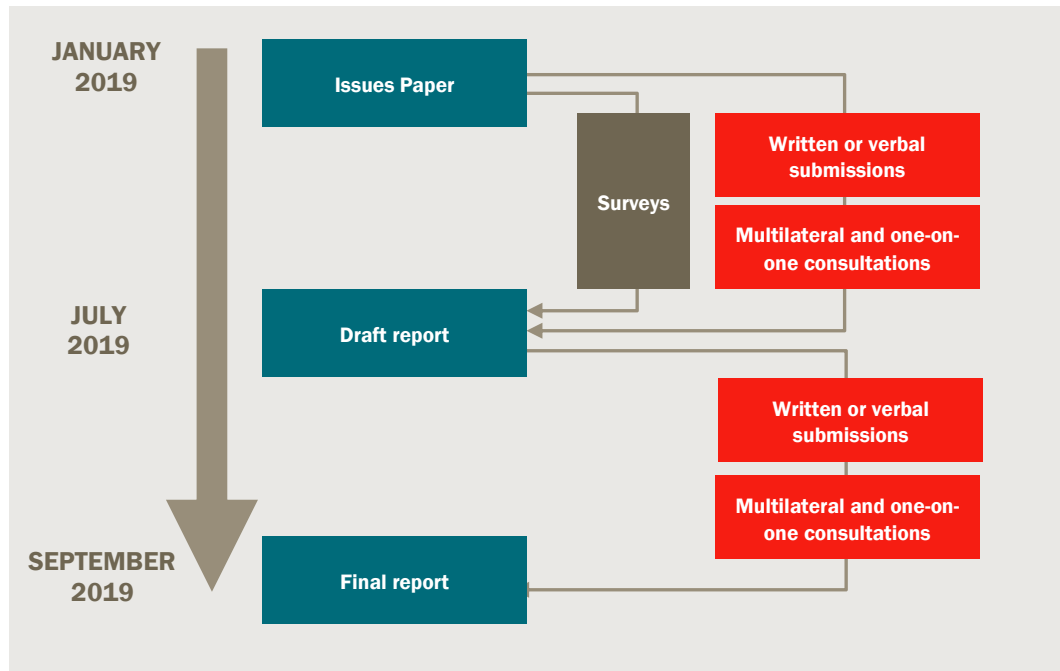 JANUARY
2019
Issues Paper
Written or verbal
submissions
Surveys
Multilateral and one-on-
one consultations
JULY
2019
Draft report
Written or verbal
submissions
Multilateral and one-on-
one consultations
SEPTEMBER
2019
Final report